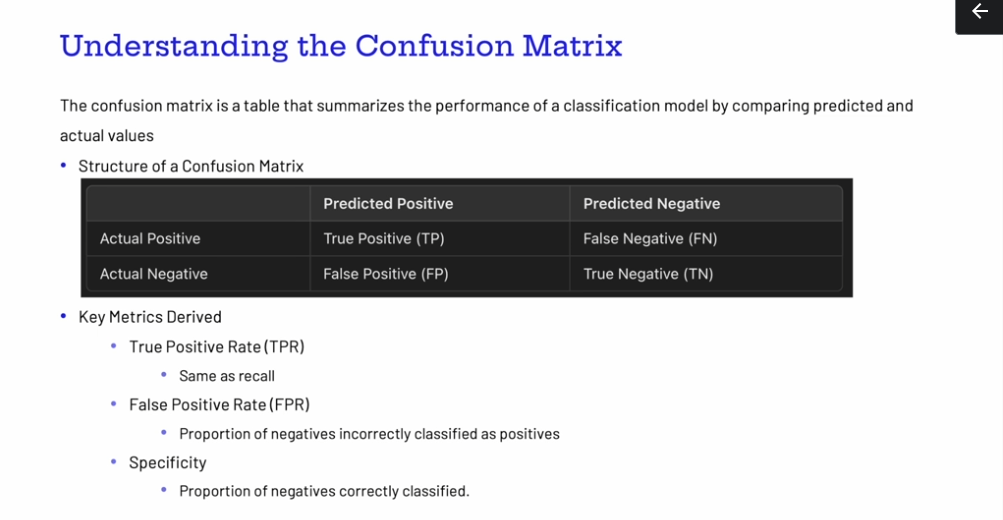 Understanding the Confusion Matrix
The confusion matrix is a table that summarizes the performance of a classification model by comparing predicted and
actual values
• Structure of a Confusion Matrix
Predicted Positive Predicted Negative
Actual Positive True Positive (TP) False Negative (FN)
Actual Negative False Positive (FP) True Negative (TN)
• Key Metrics Derived
• True Positive Rate (TPR)
• Same as recall
• False Positive Rate (FPR)
• Proportion of negatives incorrectly classified as positives
• Specificity
• Proportion of negatives correctly classified.